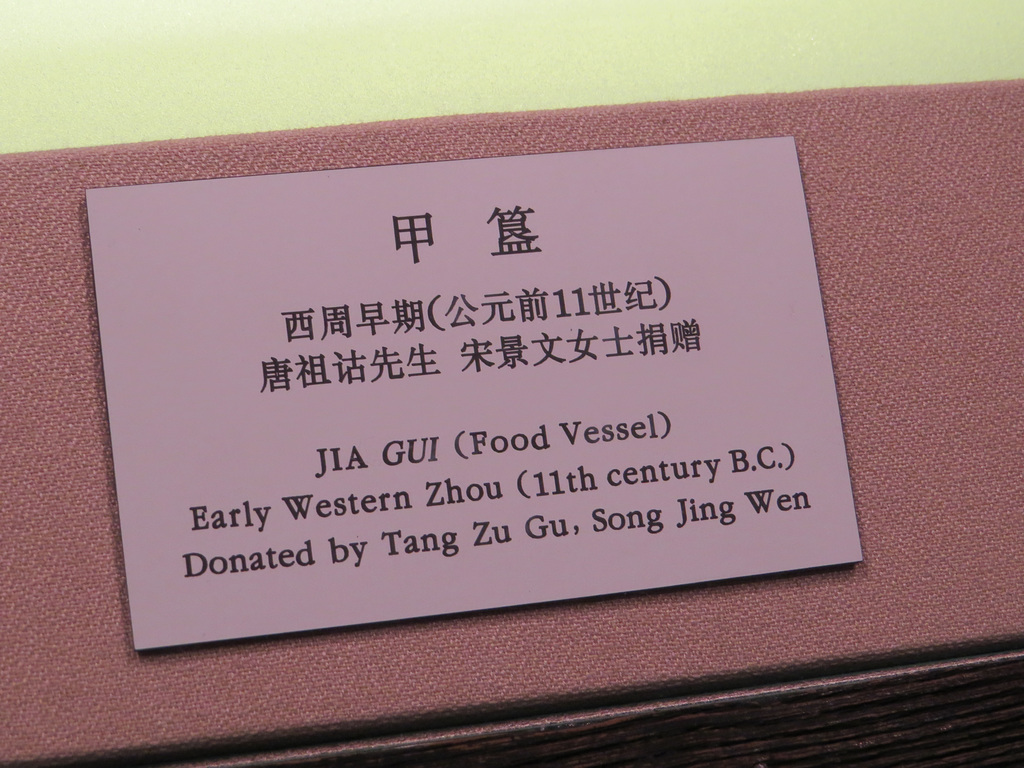 甲 簋
西周早期(公元前11世纪)
唐祖诂先生 宋景文女士捐赠
JIA GUI (Food Vessel)
Early Western Zhou (11th century B.C.)
Donated by Tang Zu Gu, Song Jing Wen